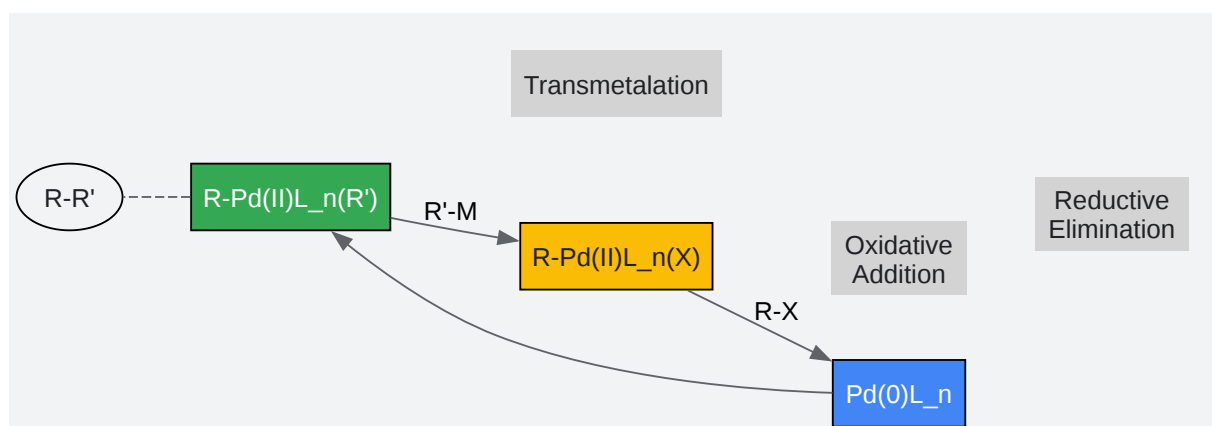 Transmetalation
R-R'
R-Pd(II)L_n(R')
R'-M
R-Pd(II)L_n(X)
Oxidative
Addition
Reductive
Elimination
R-X
Pd(0)L_n